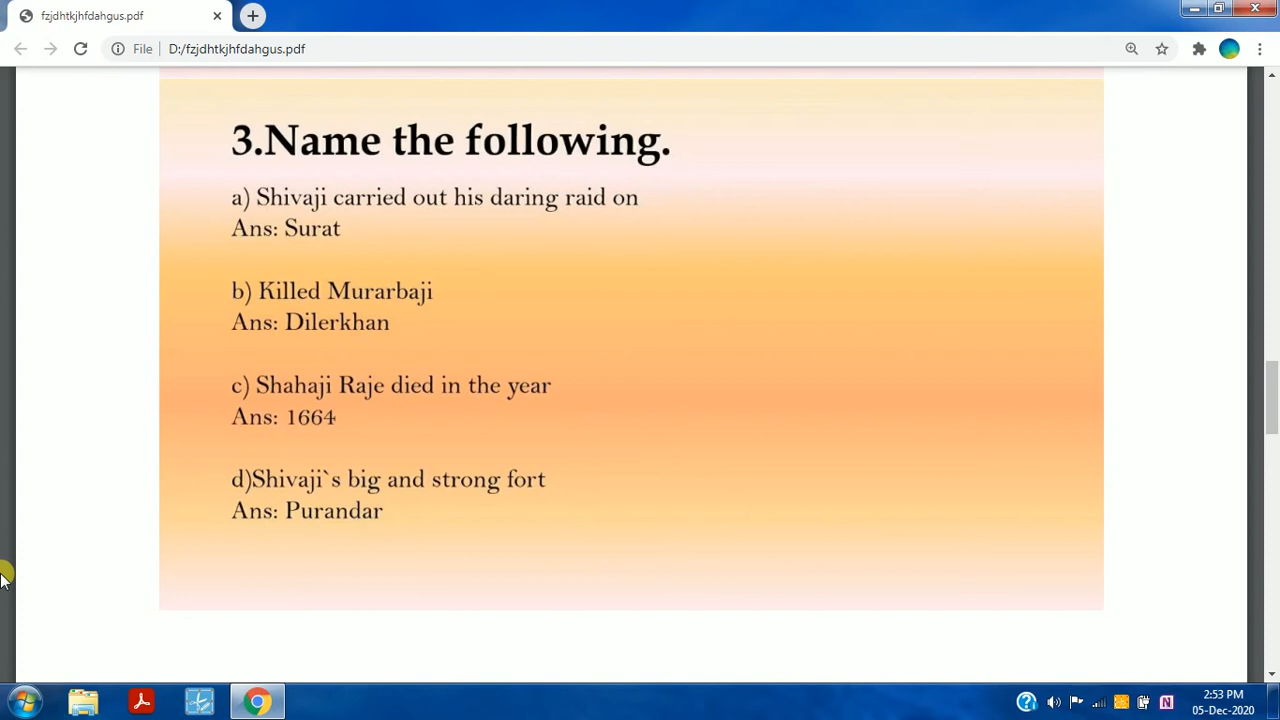 fzjdhtkjhfdahgus.pdf
File
D:/fzjdhtkjhfdahgus.pdf
3.Name the following.
a) Shivaji carried out his daring raid on
Ans: Surat
b) Killed Murarbaji
Ans: Dilerkhan
c) Shahaji Raje died in the year
Ans: 1664
d)Shivaji`s big and strong fort
Ans: Purandar
2:53 PM
05-Dec-2020